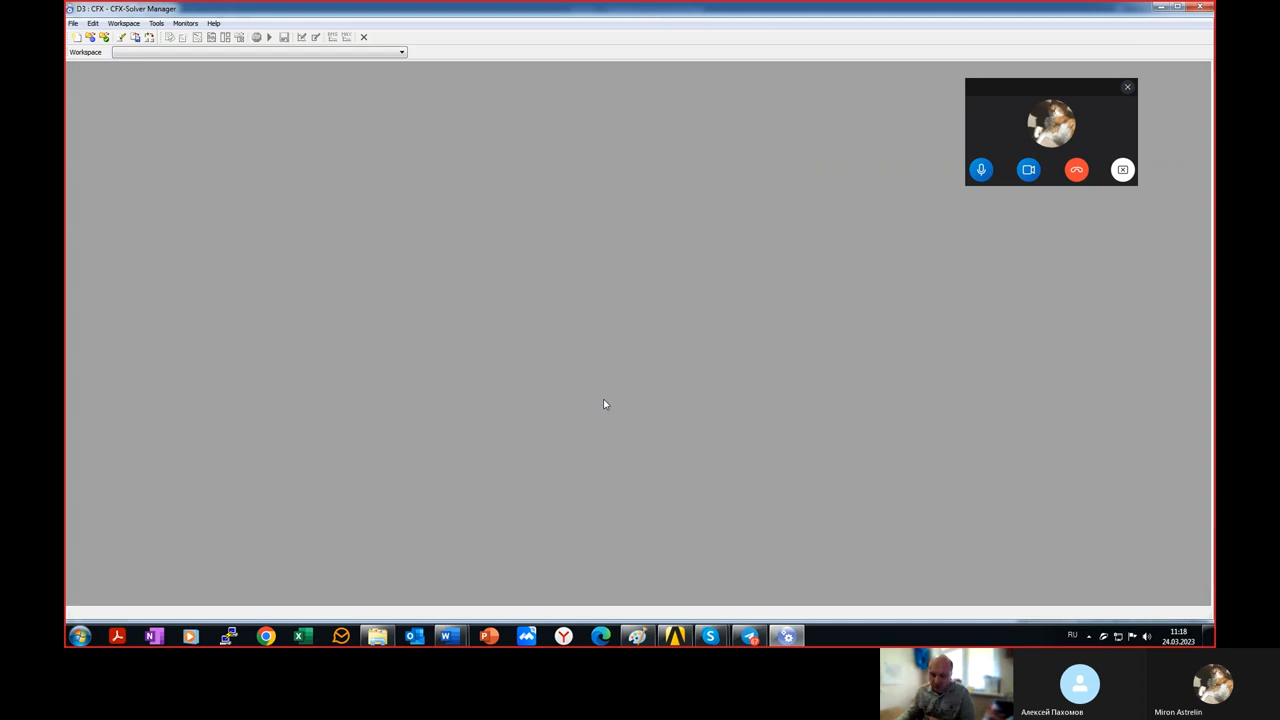 D3 : CFX - CFX-Solver Manager
File Edit Workspace Tools Monitors Help
Workspace
RU
11:18
24.03.2023
Алексей Пахомов
Miron Astrelin